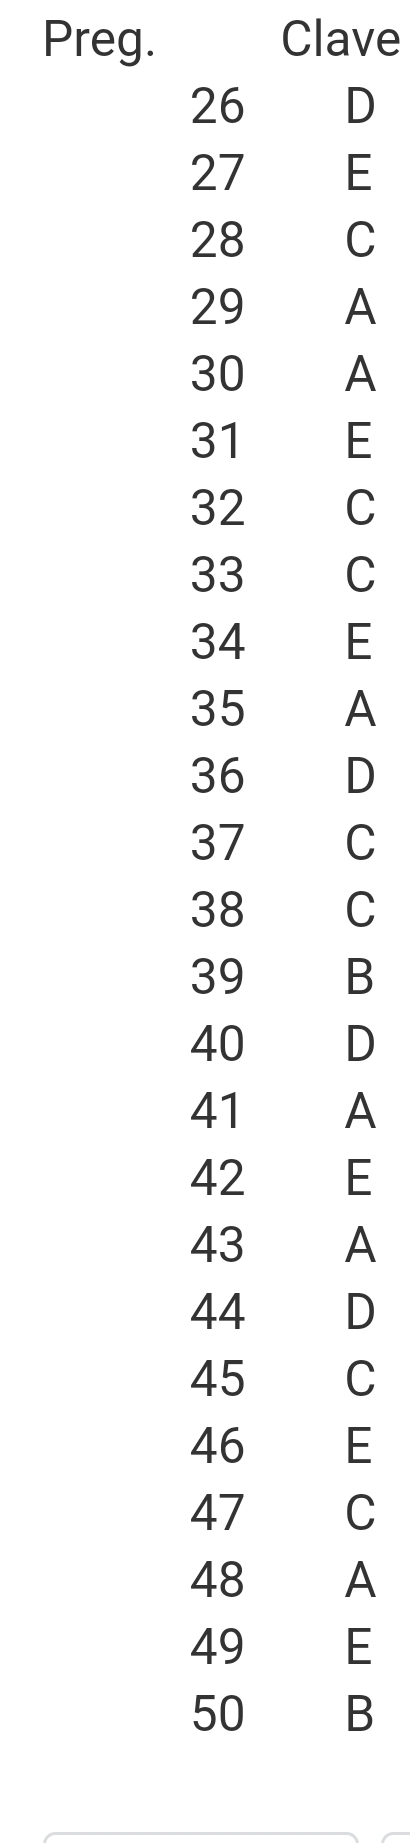 Preg. Clave
26 D
27 E
28 C
29 A
30 A
31 E
32 C
33 C
34 E
35 A
36 D
37 C
38 C
39 B
40 D
41 A
42 E
43 A
44 D
45 C
46 E
47 C
48 A
49 E
50 B